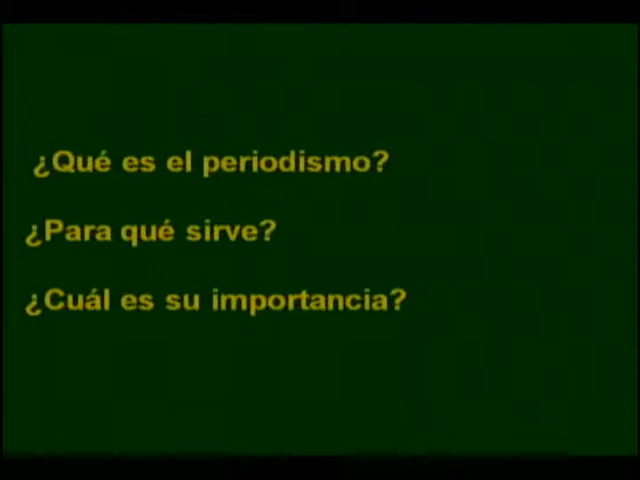 ¿Qué es el periodismo?
¿Para qué sirve?
¿Cuál es su importancia?